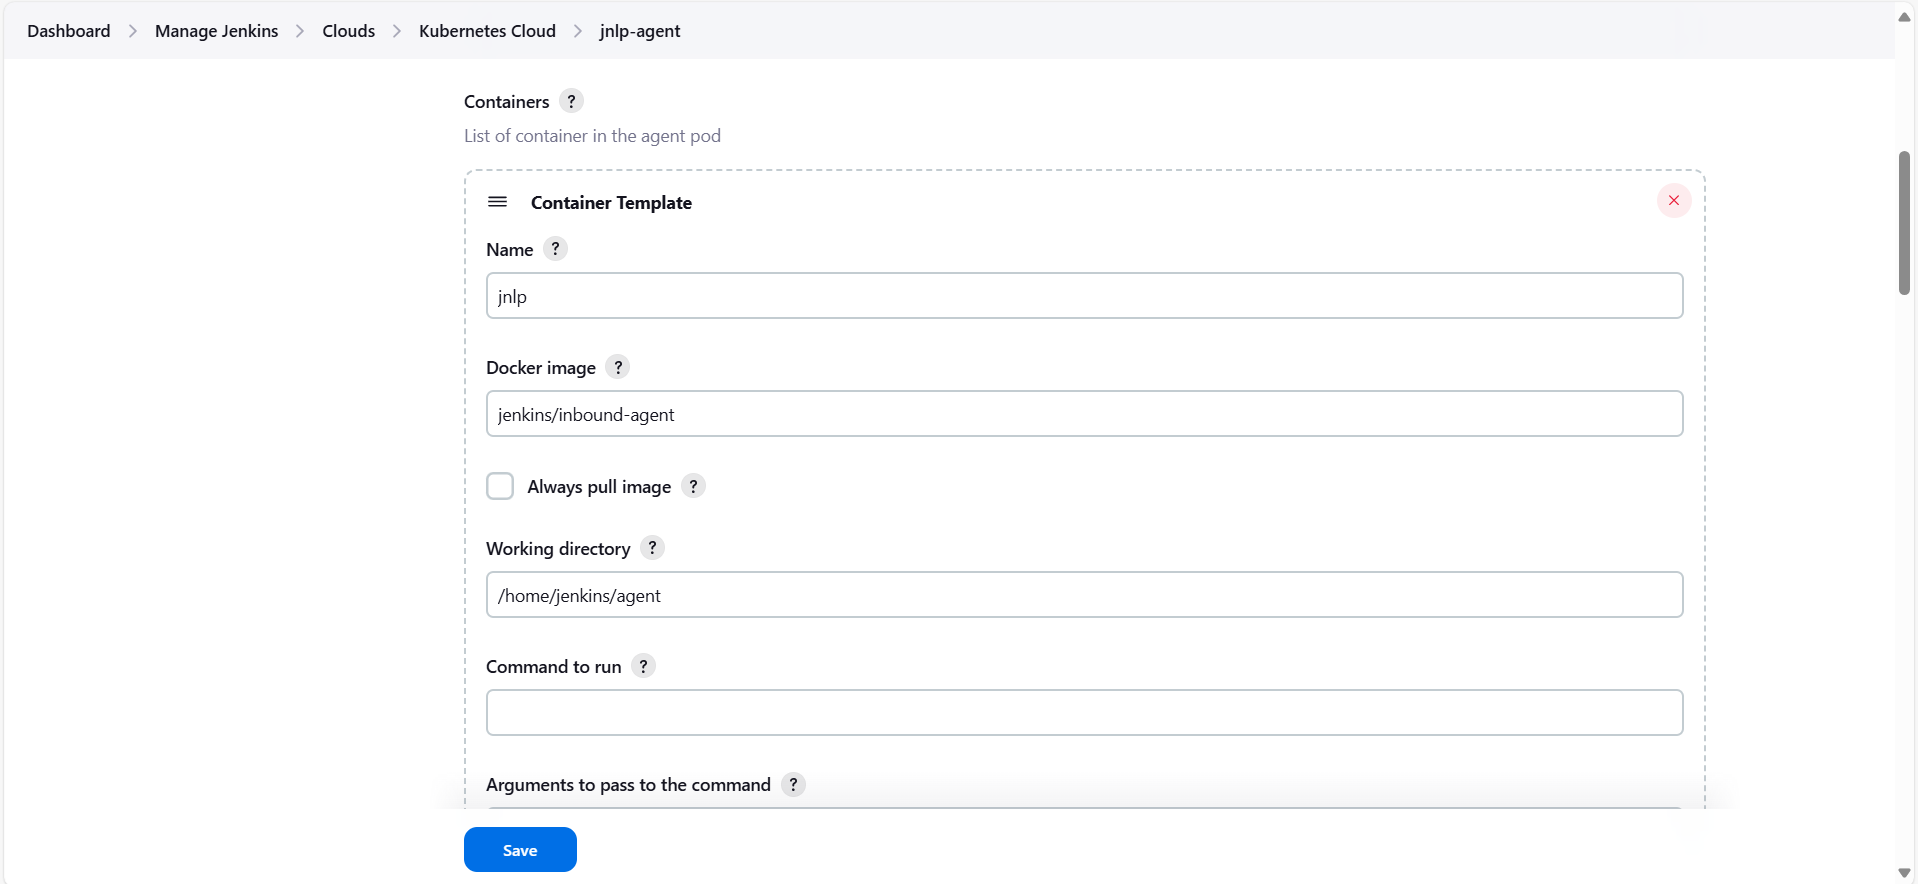 Dashboard > Manage Jenkins > Clouds > Kubernetes Cloud > jnlp-agent
Containers ?
List of container in the agent pod
Container Template
Name ?
jnlp
Docker image ?
jenkins/inbound-agent
Always pull image ?
Working directory ?
/home/jenkins/agent
Command to run ?
Arguments to pass to the command ?
Save